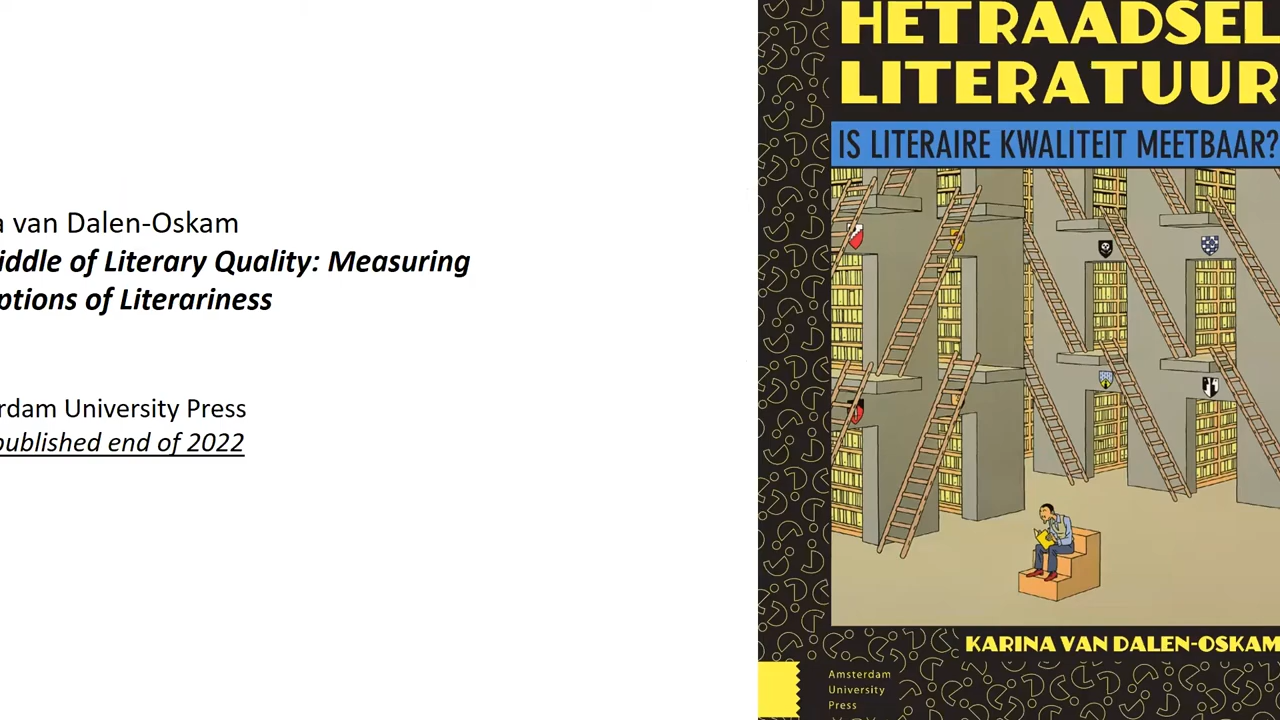 a van Dalen-Oskam
iddle of Literary Quality: Measuring
ptions of Literariness
rdam University Press
published end of 2022
HET RAADSEL
LITERATUUR
IS LITERAIRE KWALITEIT MEETBAAR?
KARINA VAN DALEN-OSKAM
Amsterdam
University
Press